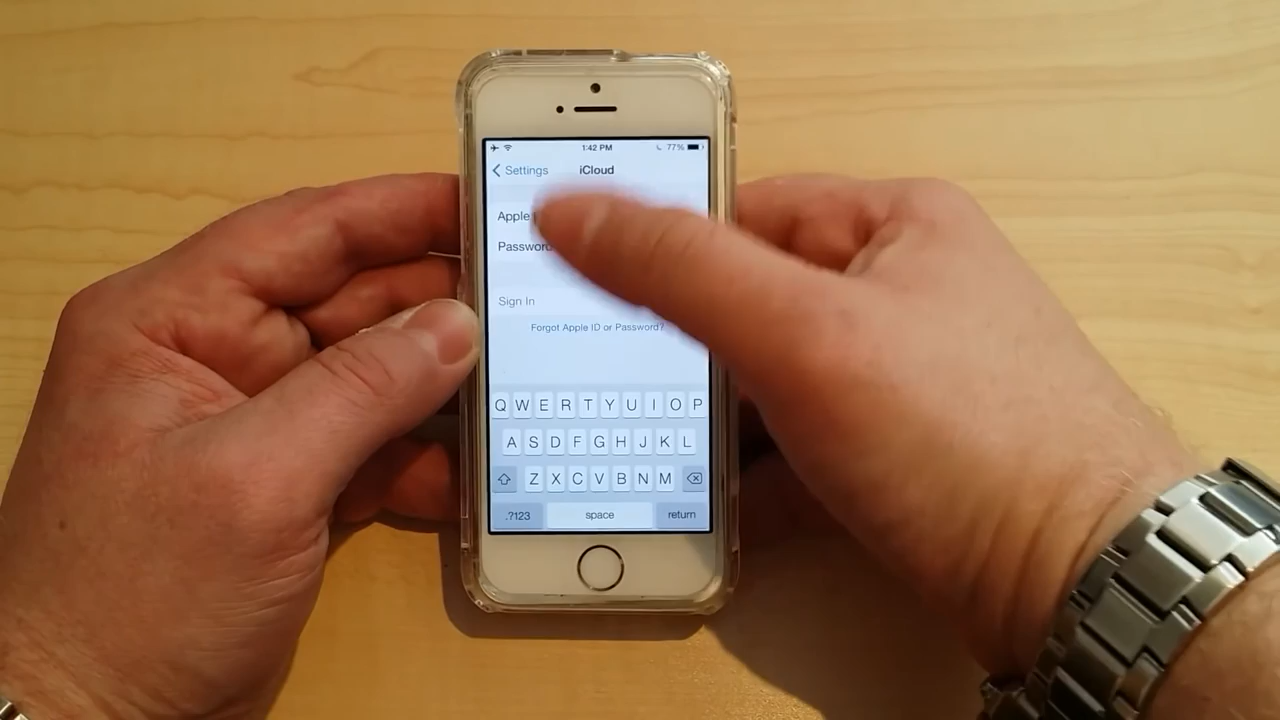 1:42 PM 77%
Settings iCloud
Apple
Password
Sign In
Forgot Apple ID or Password?
Q W E R T Y U I O P
A S D F G H J K L
Z X C V B N M
.?123 space return